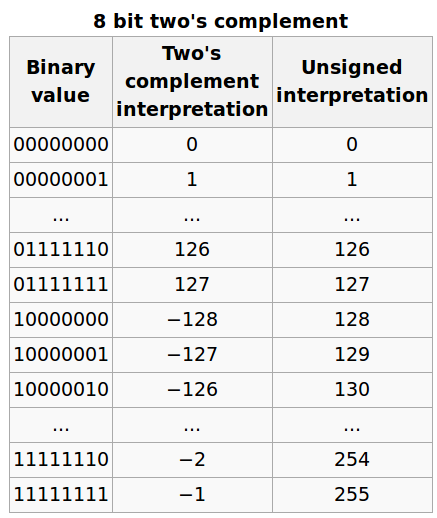 8 bit two's complement
Binary value Two's complement interpretation Unsigned interpretation
00000000 0 0
00000001 1 1
... ... ...
01111110 126 126
01111111 127 127
10000000 −128 128
10000001 −127 129
10000010 −126 130
... ... ...
11111110 −2 254
11111111 −1 255